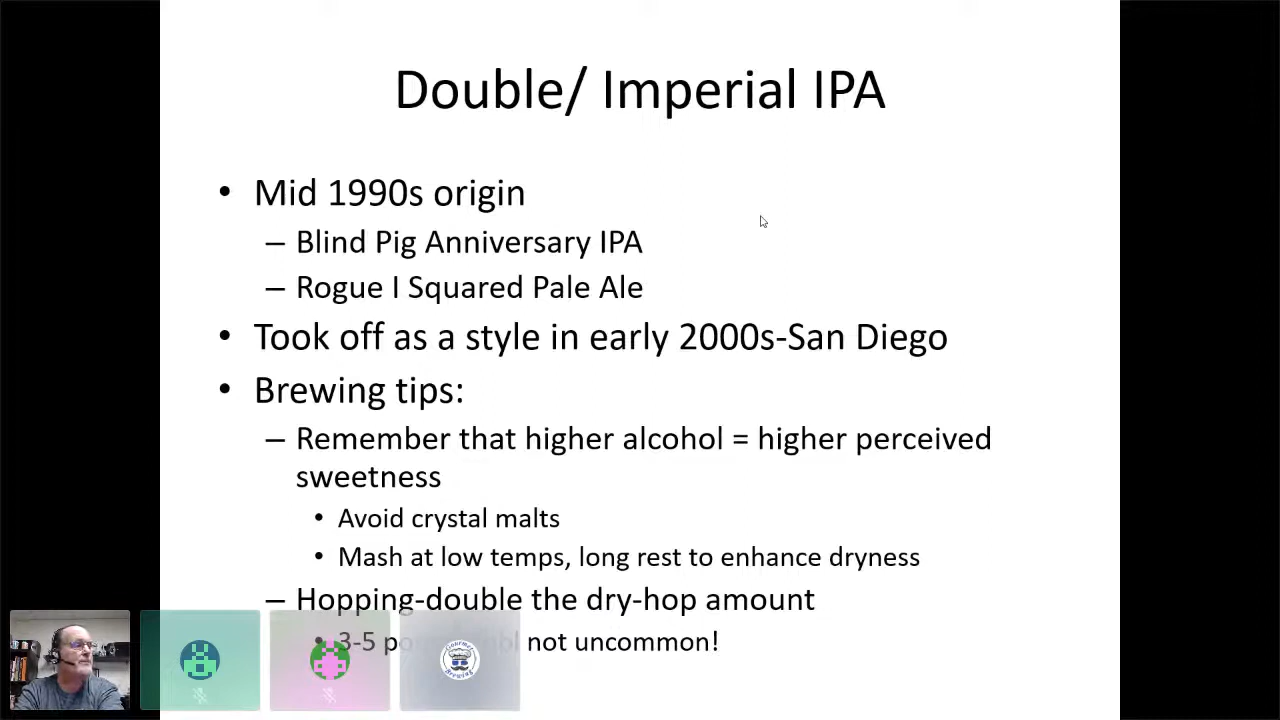 Double/ Imperial IPA
• Mid 1990s origin
– Blind Pig Anniversary IPA
– Rogue I Squared Pale Ale
• Took off as a style in early 2000s-San Diego
• Brewing tips:
– Remember that higher alcohol = higher perceived
sweetness
• Avoid crystal malts
• Mash at low temps, long rest to enhance dryness
– Hopping-double the dry-hop amount
• 3-5 not uncommon!
Gourmet
Brewing